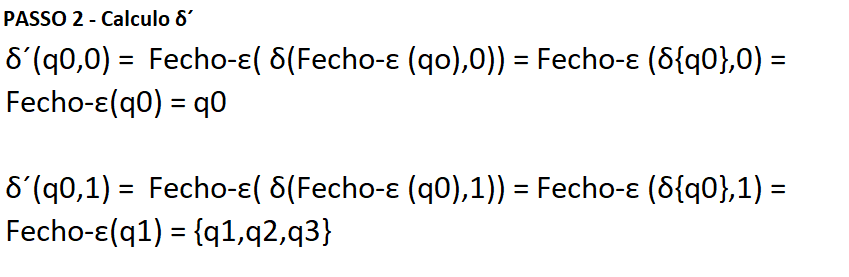 PASSO 2 - Calculo δ´
δ´(q0,0) = Fecho-ε( δ(Fecho-ε (qo),0)) = Fecho-ε (δ{q0},0) =
Fecho-ε(q0) = q0
δ´(q0,1) = Fecho-ε( δ(Fecho-ε (q0),1)) = Fecho-ε (δ{q0},1) =
Fecho-ε(q1) = {q1,q2,q3}